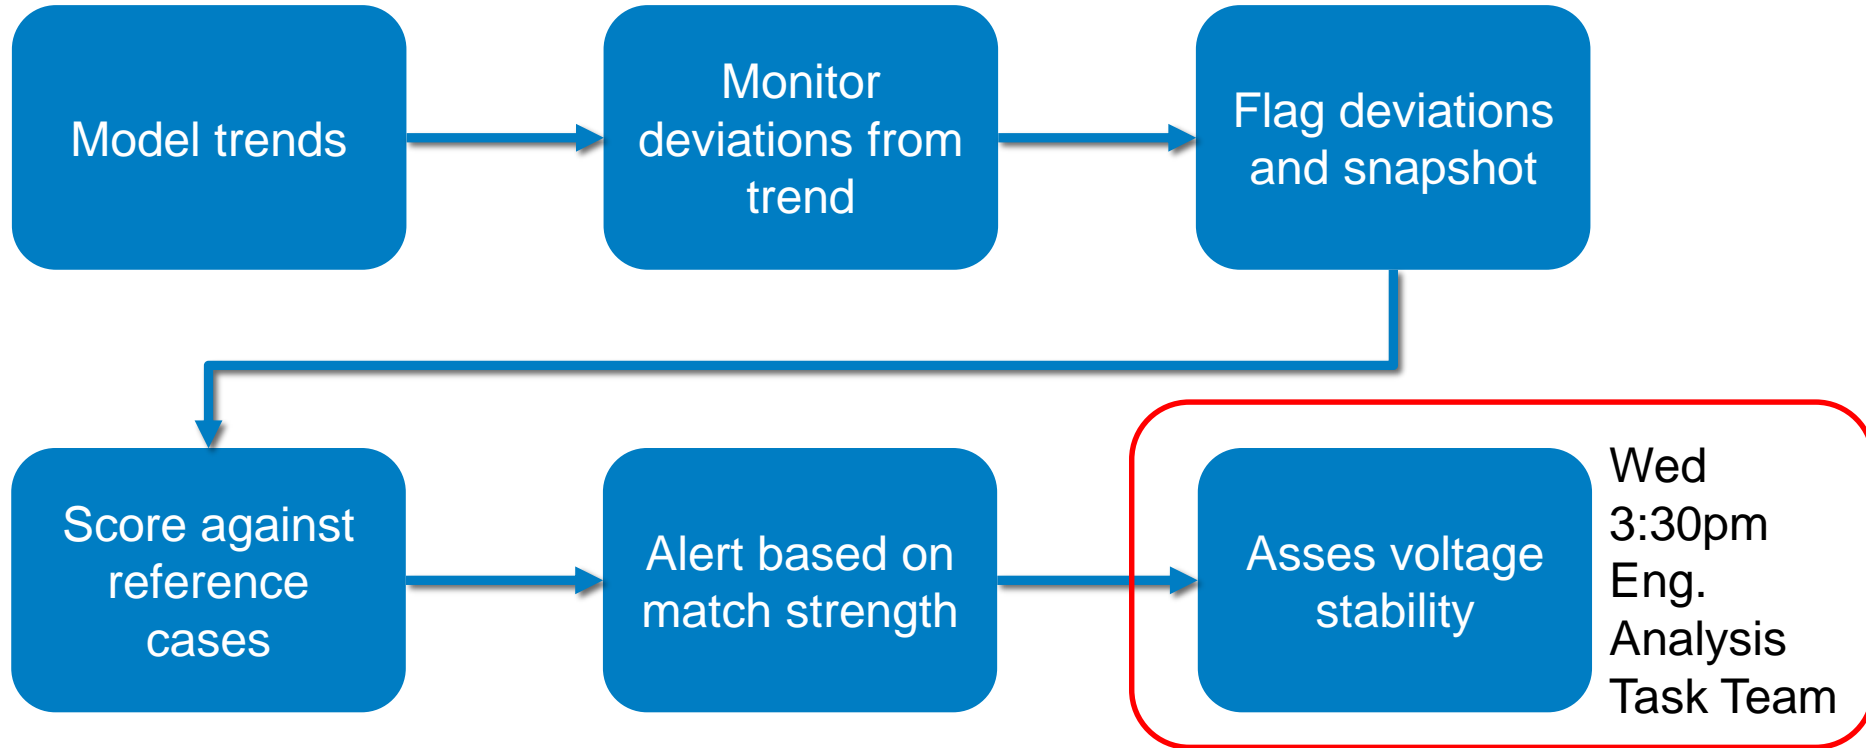 Model trends
Monitor
deviations from
trend
Flag deviations
and snapshot
Score against
reference
cases
Alert based on
match strength
Asses voltage
stability
Wed
3:30pm
Eng.
Analysis
Task Team